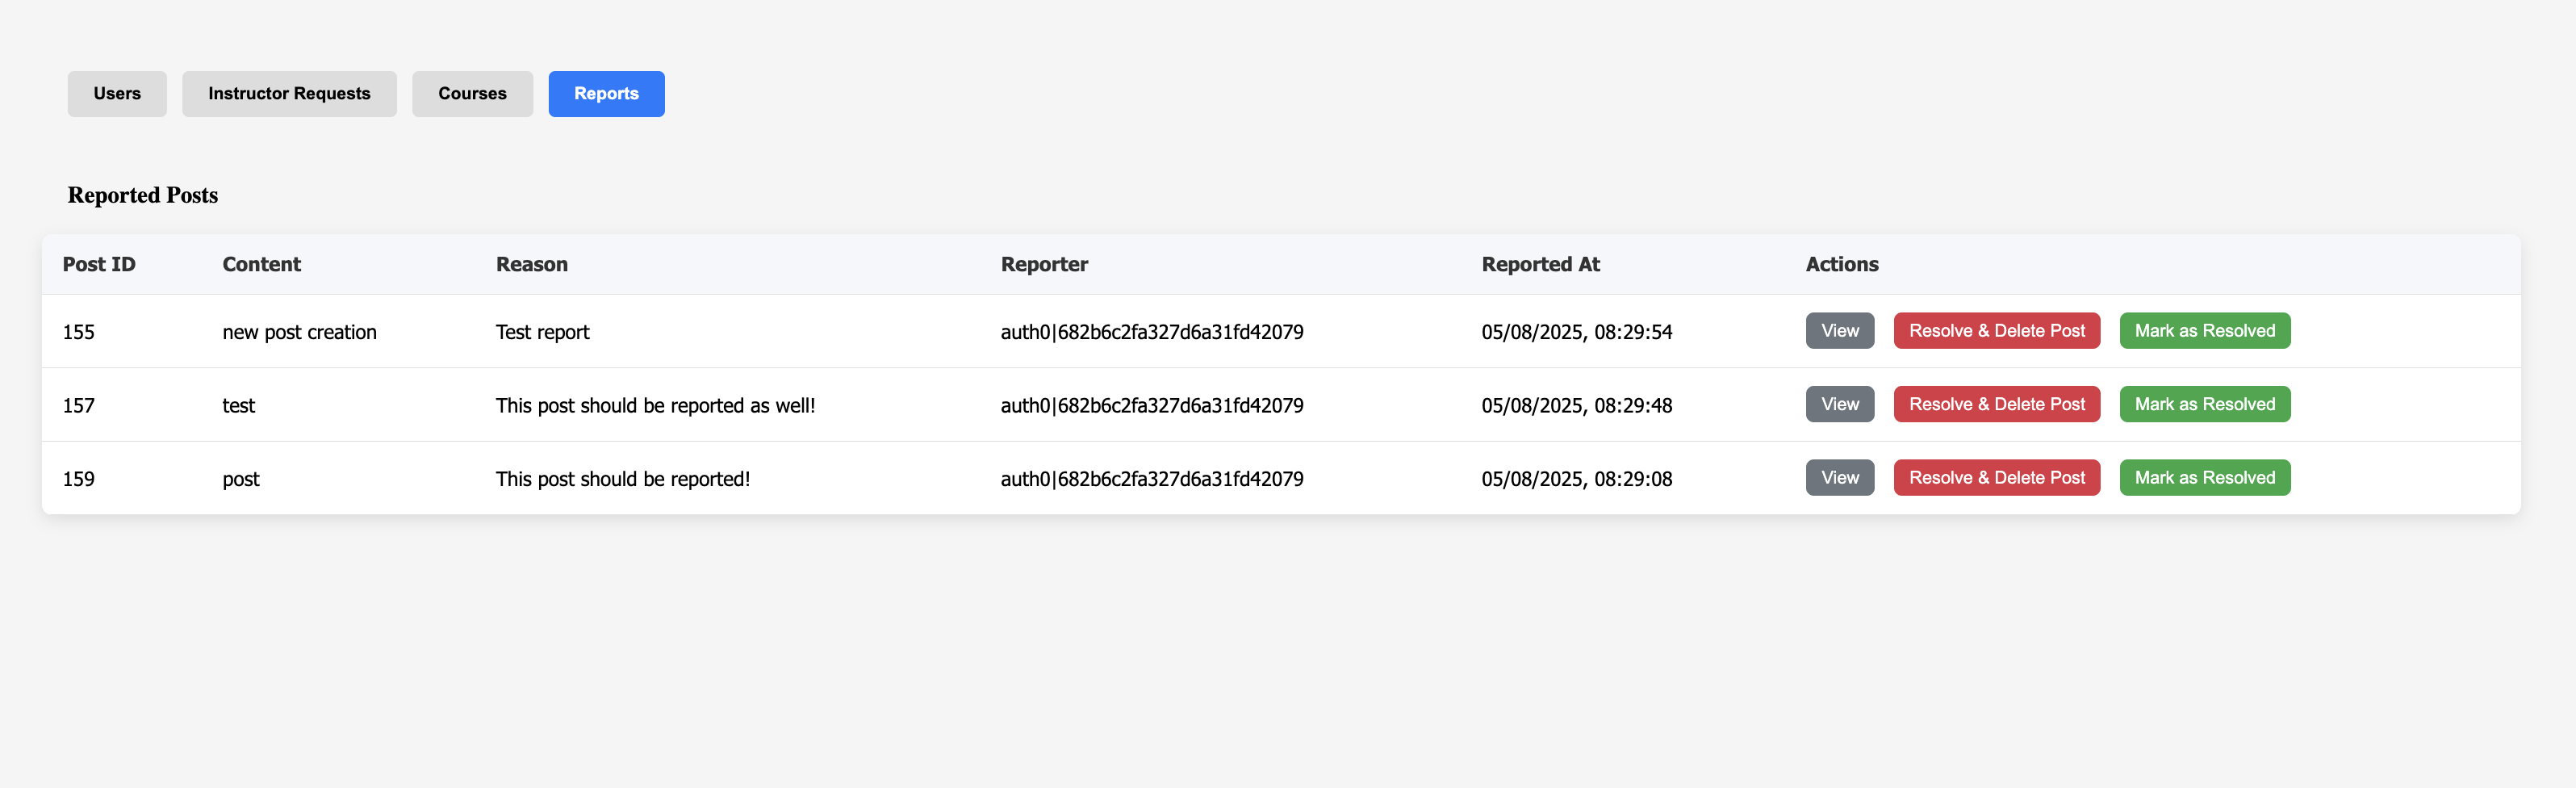 Users Instructor Requests Courses Reports
Reported Posts
Post ID Content Reason Reporter Reported At Actions
155 new post creation Test report auth0|682b6c2fa327d6a31fd42079 05/08/2025, 08:29:54 View Resolve & Delete Post Mark as Resolved
157 test This post should be reported as well! auth0|682b6c2fa327d6a31fd42079 05/08/2025, 08:29:48 View Resolve & Delete Post Mark as Resolved
159 post This post should be reported! auth0|682b6c2fa327d6a31fd42079 05/08/2025, 08:29:08 View Resolve & Delete Post Mark as Resolved